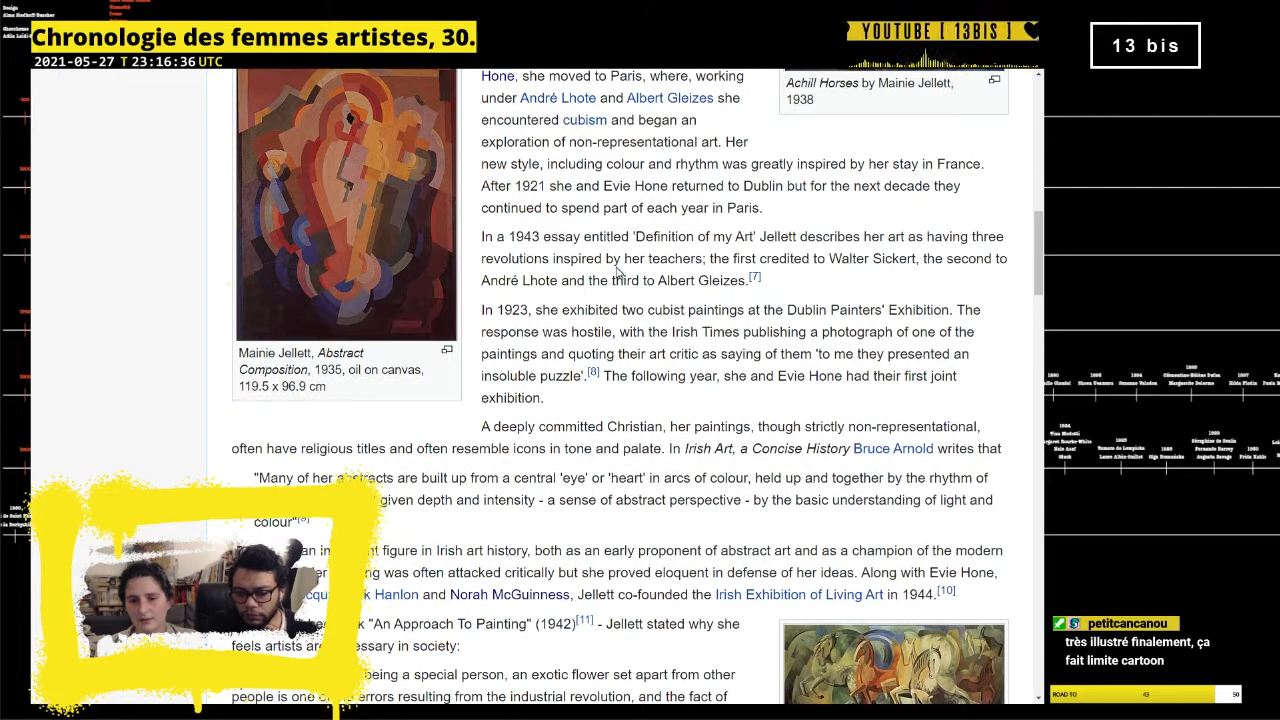 Design
Alma Siedhoff-Buscher
Chronologie des femmes artistes, 30.
2021-05-27 T 23:16:36 UTC
YOUTUBE [ 13BIS ]
13 bis
Hone, she moved to Paris, where, working
under André Lhote and Albert Gleizes she
encountered cubism and began an
exploration of non-representational art. Her
new style, including colour and rhythm was greatly inspired by her stay in France.
After 1921 she and Evie Hone returned to Dublin but for the next decade they
continued to spend part of each year in Paris.
Achill Horses by Mainie Jellett,
1938
In a 1943 essay entitled 'Definition of my Art' Jellett describes her art as having three
revolutions inspired by her teachers; the first credited to Walter Sickert, the second to
André Lhote and the third to Albert Gleizes.[7]
In 1923, she exhibited two cubist paintings at the Dublin Painters' Exhibition. The
response was hostile, with the Irish Times publishing a photograph of one of the
paintings and quoting their art critic as saying of them 'to me they presented an
insoluble puzzle'.[8] The following year, she and Evie Hone had their first joint
exhibition.
Mainie Jellett, Abstract
Composition, 1935, oil on canvas,
119.5 x 96.9 cm
A deeply committed Christian, her paintings, though strictly non-representational,
often have religious titles and often resemble icons in tone and palate. In Irish Art, a Concise History Bruce Arnold writes that
"Many of her abstracts are built up from a central 'eye' or 'heart' in arcs of colour, held up and together by the rhythm of
given depth and intensity - a sense of abstract perspective - by the basic understanding of light and
colour"[9]
figure in Irish art history, both as an early proponent of abstract art and as a champion of the modern
was often attacked critically but she proved eloquent in defense of her ideas. Along with Evie Hone,
Hanlon and Norah McGuinness, Jellett co-founded the Irish Exhibition of Living Art in 1944.[10]
"An Approach To Painting" (1942)[11] - Jellett stated why she
feels artists are necessary in society:
being a special person, an exotic flower set apart from other
people is one errors resulting from the industrial revolution, and the fact of
petitcancanou
très illustré finalement, ça
fait limite cartoon
ROAD TO 43 50